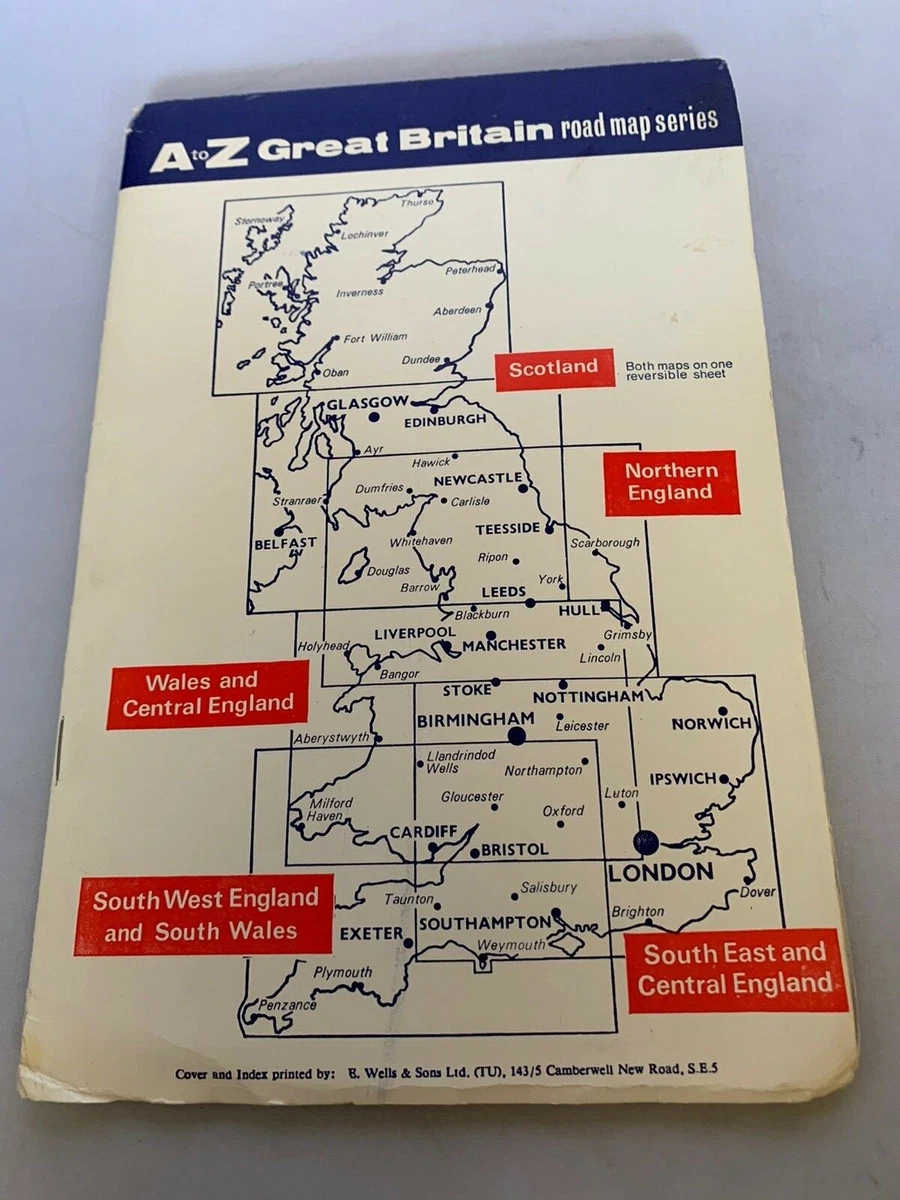 A to Z Great Britain road map series
Thurso
Stornoway
Lochinver
Peterhead
Portree
Inverness
Aberdeen
Fort William
Dundee
Oban
Scotland
Both maps on one
reversible sheet
GLASGOW
EDINBURGH
Ayr
Hawick
Northern
England
NEWCASTLE
Dumfries
Stranraer
Carlisle
TEESSIDE
BELFAST
Whitehaven
Scarborough
Ripon
Douglas
York
Barrow
LEEDS
HULL
Blackburn
Grimsby
LIVERPOOL
MANCHESTER
Holyhead
Lincoln
Bangor
Wales and
Central England
STOKE
NOTTINGHAM
BIRMINGHAM
Leicester
NORWICH
Aberystwyth
Llandrindod
Wells
Northampton
IPSWICH
Gloucester
Luton
Milford
Haven
Oxford
CARDIFF
BRISTOL
LONDON
Salisbury
Dover
South West England
and South Wales
Taunton
Brighton
SOUTHAMPTON
EXETER
Weymouth
South East and
Central England
Plymouth
Penzance
Cover and Index printed by: E. Wells & Sons Ltd. (TU), 143/5 Camberwell New Road, S.E.5